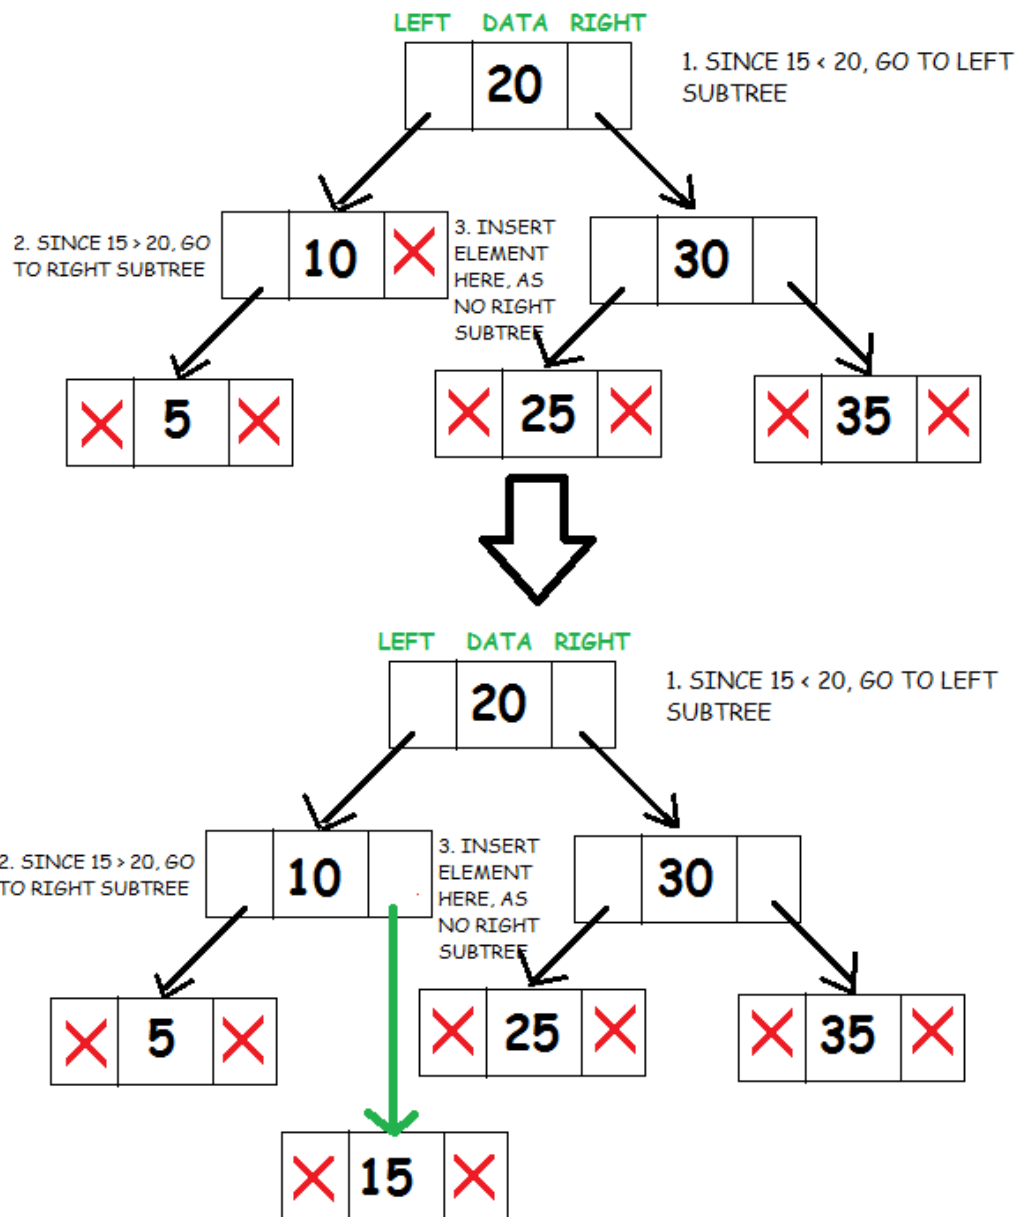 LEFT DATA RIGHT
20
1. SINCE 15 < 20, GO TO LEFT
SUBTREE
2. SINCE 15 > 20, GO
TO RIGHT SUBTREE
10
3. INSERT
ELEMENT
HERE, AS
NO RIGHT
SUBTREE
30
5
25
35
LEFT DATA RIGHT
20
1. SINCE 15 < 20, GO TO LEFT
SUBTREE
2. SINCE 15 > 20, GO
TO RIGHT SUBTREE
10
3. INSERT
ELEMENT
HERE, AS
NO RIGHT
SUBTREE
30
5
25
35
15